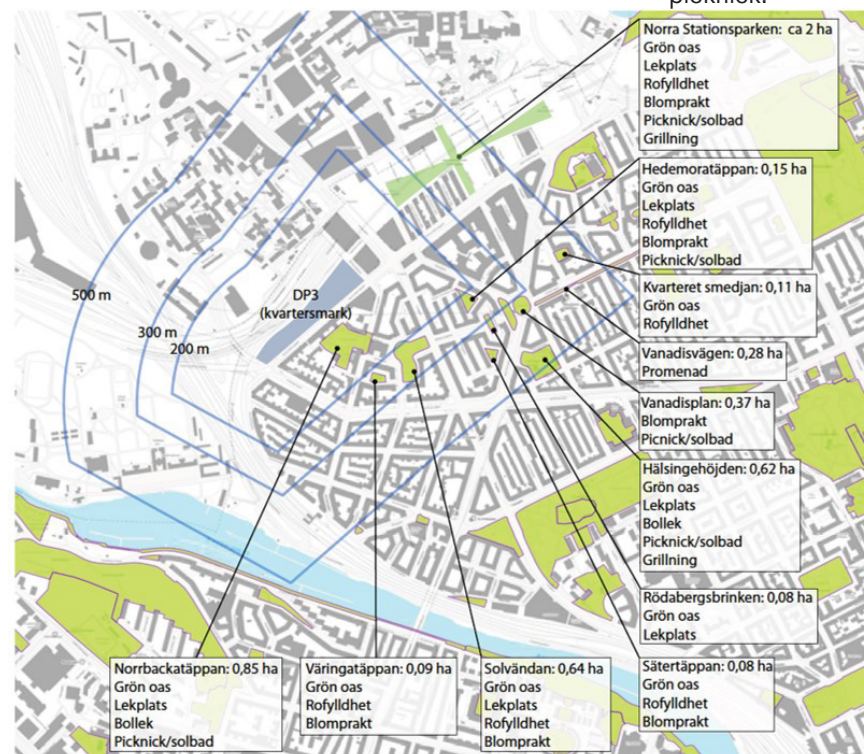 picknick.
Norra Stationsparken: ca 2 ha
Grön oas
Lekplats
Rofylldhet
Blomprakt
Picknick/solbad
Grillning
Hedemoratäppan: 0,15 ha
Grön oas
Lekplats
Rofylldhet
Blomprakt
Picknick/solbad
Kvarteret smedjan: 0,11 ha
Grön oas
Rofylldhet
Vanadisvägen: 0,28 ha
Promenad
Vanadisplan: 0,37 ha
Blomprakt
Picnick/solbad
Hälsingehöjden: 0,62 ha
Grön oas
Lekplats
Bollek
Picknick/solbad
Grillning
Rödabergsbrinken: 0,08 ha
Grön oas
Lekplats
Sätertäppan: 0,08 ha
Grön oas
Rofylldhet
Blomprakt
500 m
300 m
200 m
DP3
(kvartersmark)
Norrbackatäppan: 0,85 ha
Grön oas
Lekplats
Bollek
Picknick/solbad
Väringatäppan: 0,09 ha
Grön oas
Rofylldhet
Blomprakt
Solvändan: 0,64 ha
Grön oas
Lekplats
Rofylldhet
Blomprakt